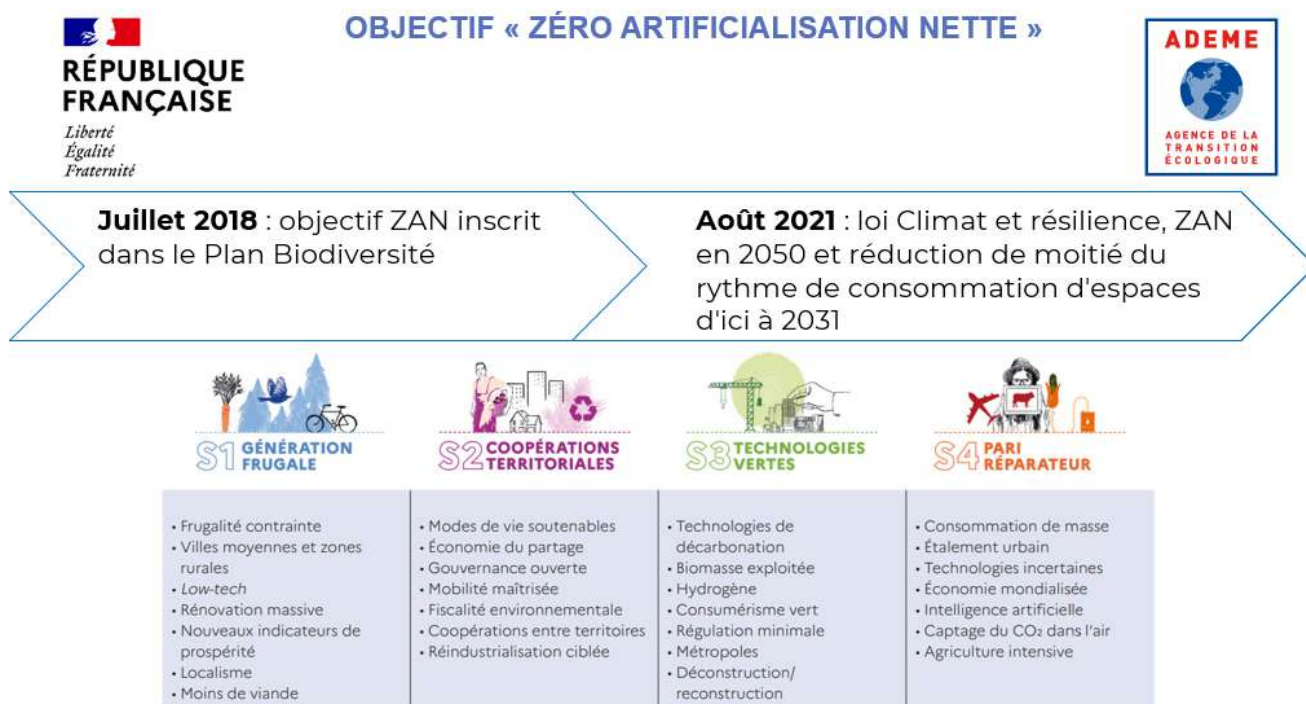 OBJECTIF « ZÉRO ARTIFICIALISATION NETTE »
RÉPUBLIQUE
FRANÇAISE
Liberté
Égalité
Fraternité
ADEME
AGENCE DE LA
TRANSITION
ÉCOLOGIQUE
Juillet 2018 : objectif ZAN inscrit
dans le Plan Biodiversité
Août 2021 : loi Climat et résilience, ZAN
en 2050 et réduction de moitié du
rythme de consommation d'espaces
d'ici à 2031
S1 GÉNÉRATION
FRUGALE
S2 COOPÉRATIONS
TERRITORIALES
S3 TECHNOLOGIES
VERTES
S4 PARI
RÉPARATEUR
• Frugalité contrainte
• Villes moyennes et zones
rurales
• Low-tech
• Rénovation massive
• Nouveaux indicateurs de
prospérité
• Localisme
• Moins de viande
• Modes de vie soutenables
• Économie du partage
• Gouvernance ouverte
• Mobilité maîtrisée
• Fiscalité environnementale
• Coopérations entre territoires
• Réindustrialisation ciblée
• Technologies de
décarbonation
• Biomasse exploitée
• Hydrogène
• Consumérisme vert
• Régulation minimale
• Métropoles
• Déconstruction/
reconstruction
• Consommation de masse
• Étalement urbain
• Technologies incertaines
• Économie mondialisée
• Intelligence artificielle
• Captage du CO₂ dans l'air
• Agriculture intensive